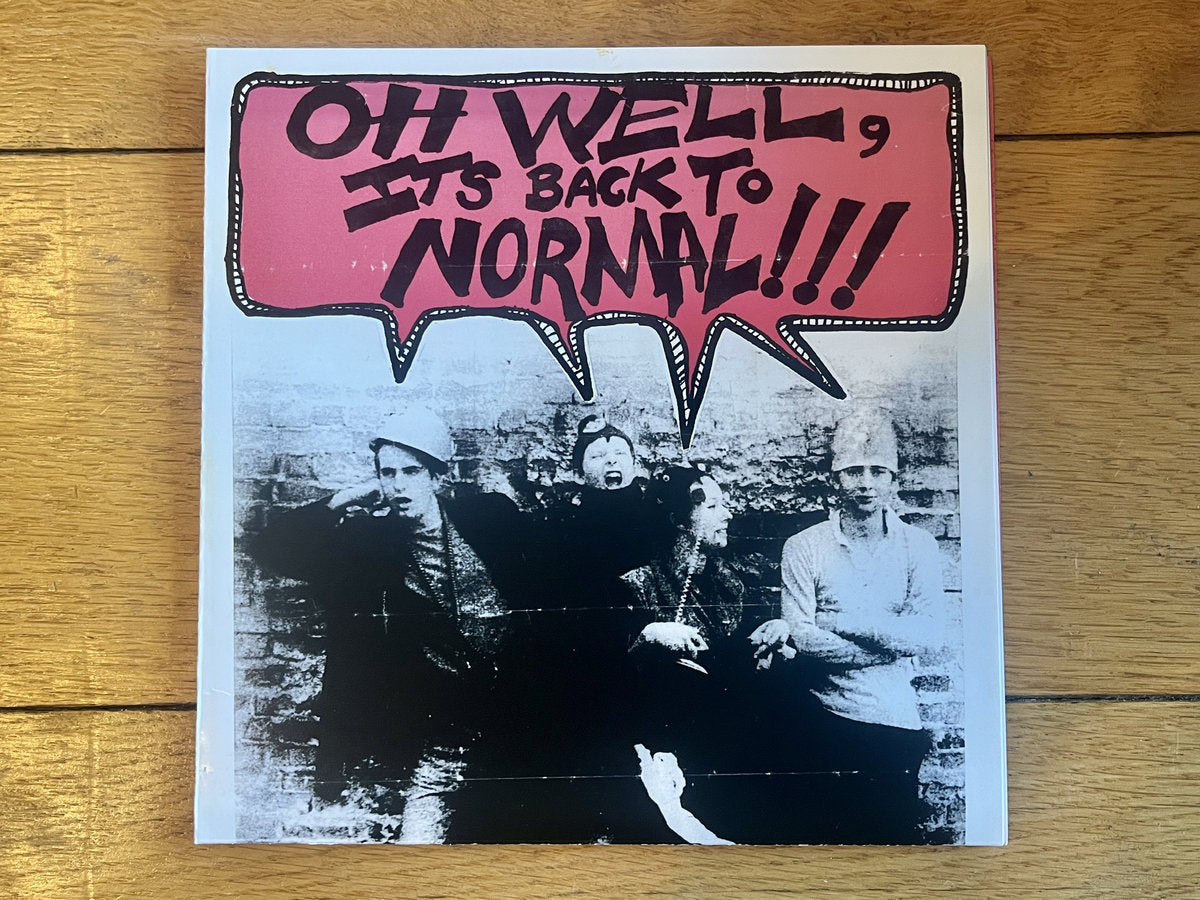 OH WELL,
ITS BACK TO
NORMAL!!!